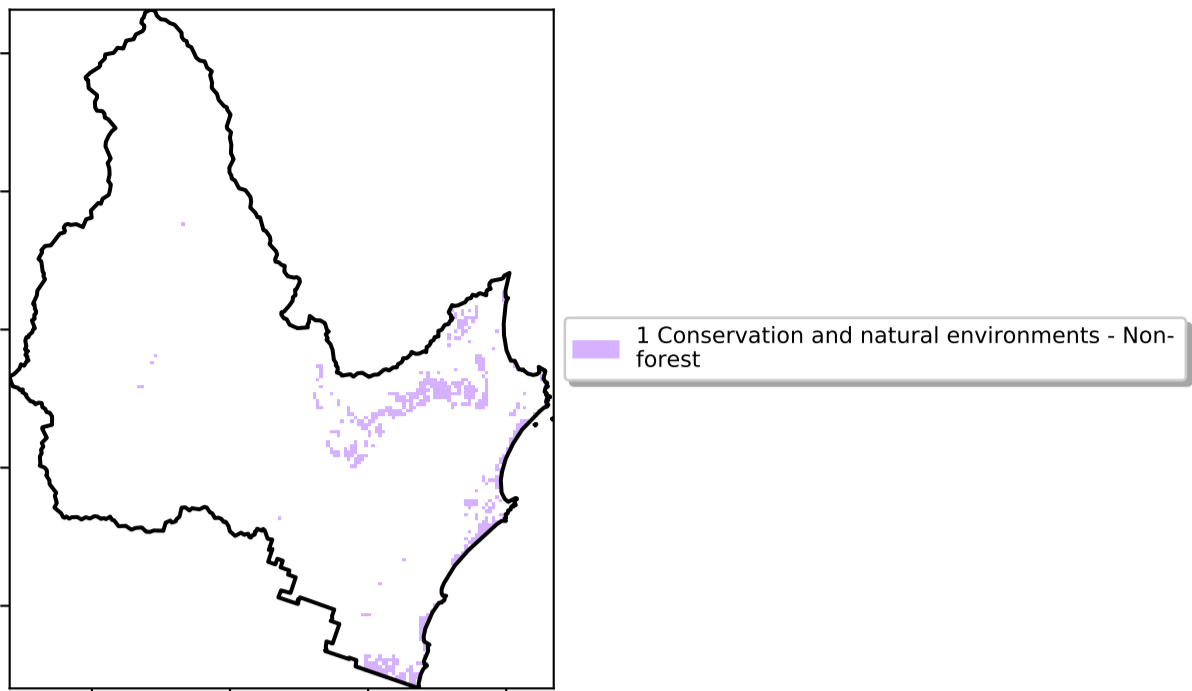 1 Conservation and natural environments - Non-
forest